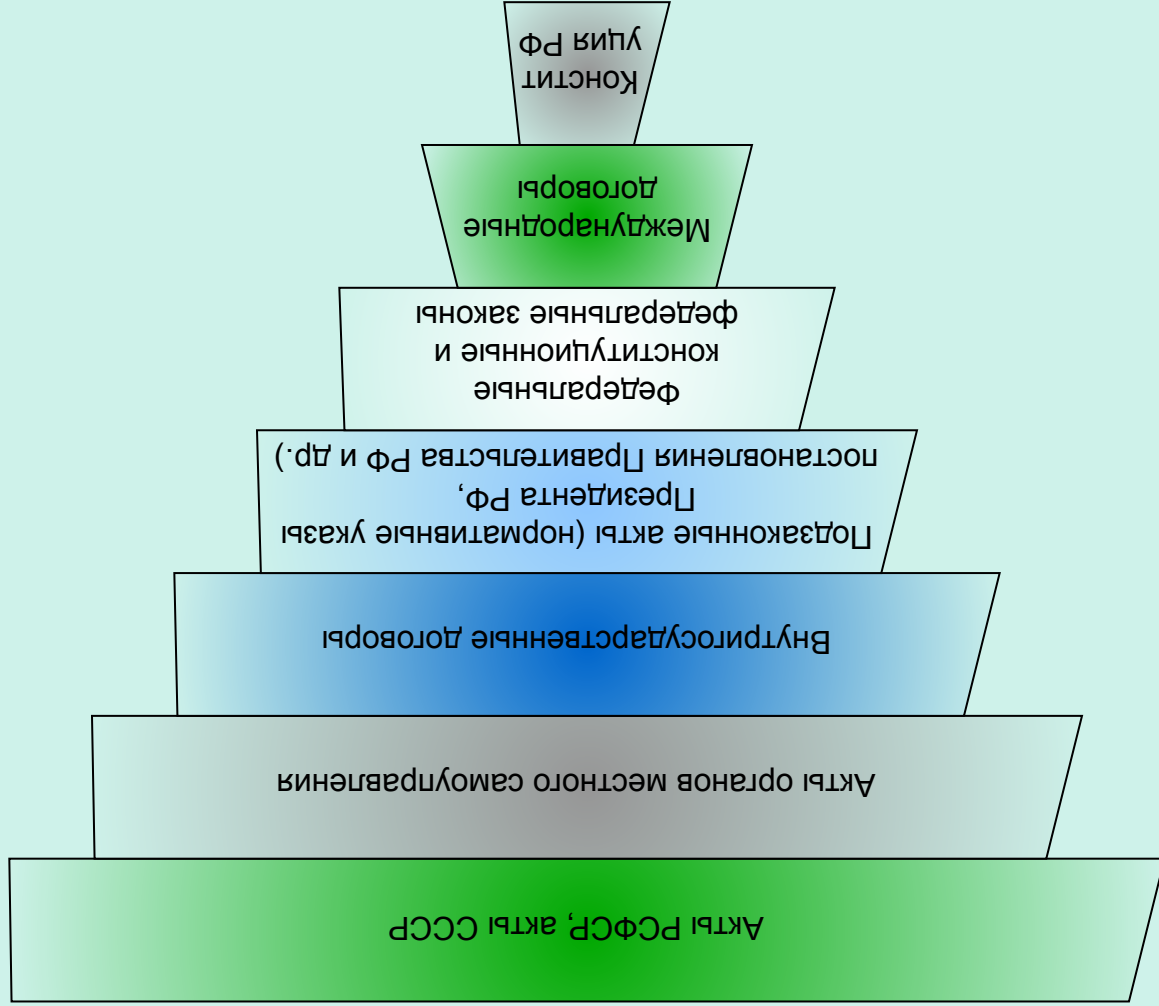 Акты РСФСР, акты СССР
Акты органов местного самоуправления
Внутригосударственные договоры
Подзаконные акты (нормативные указы
Президента РФ,
постановления Правительства РФ и др.)
Федеральные
конституционные и
федеральные законы
Международные
договоры
Констит
уция РФ